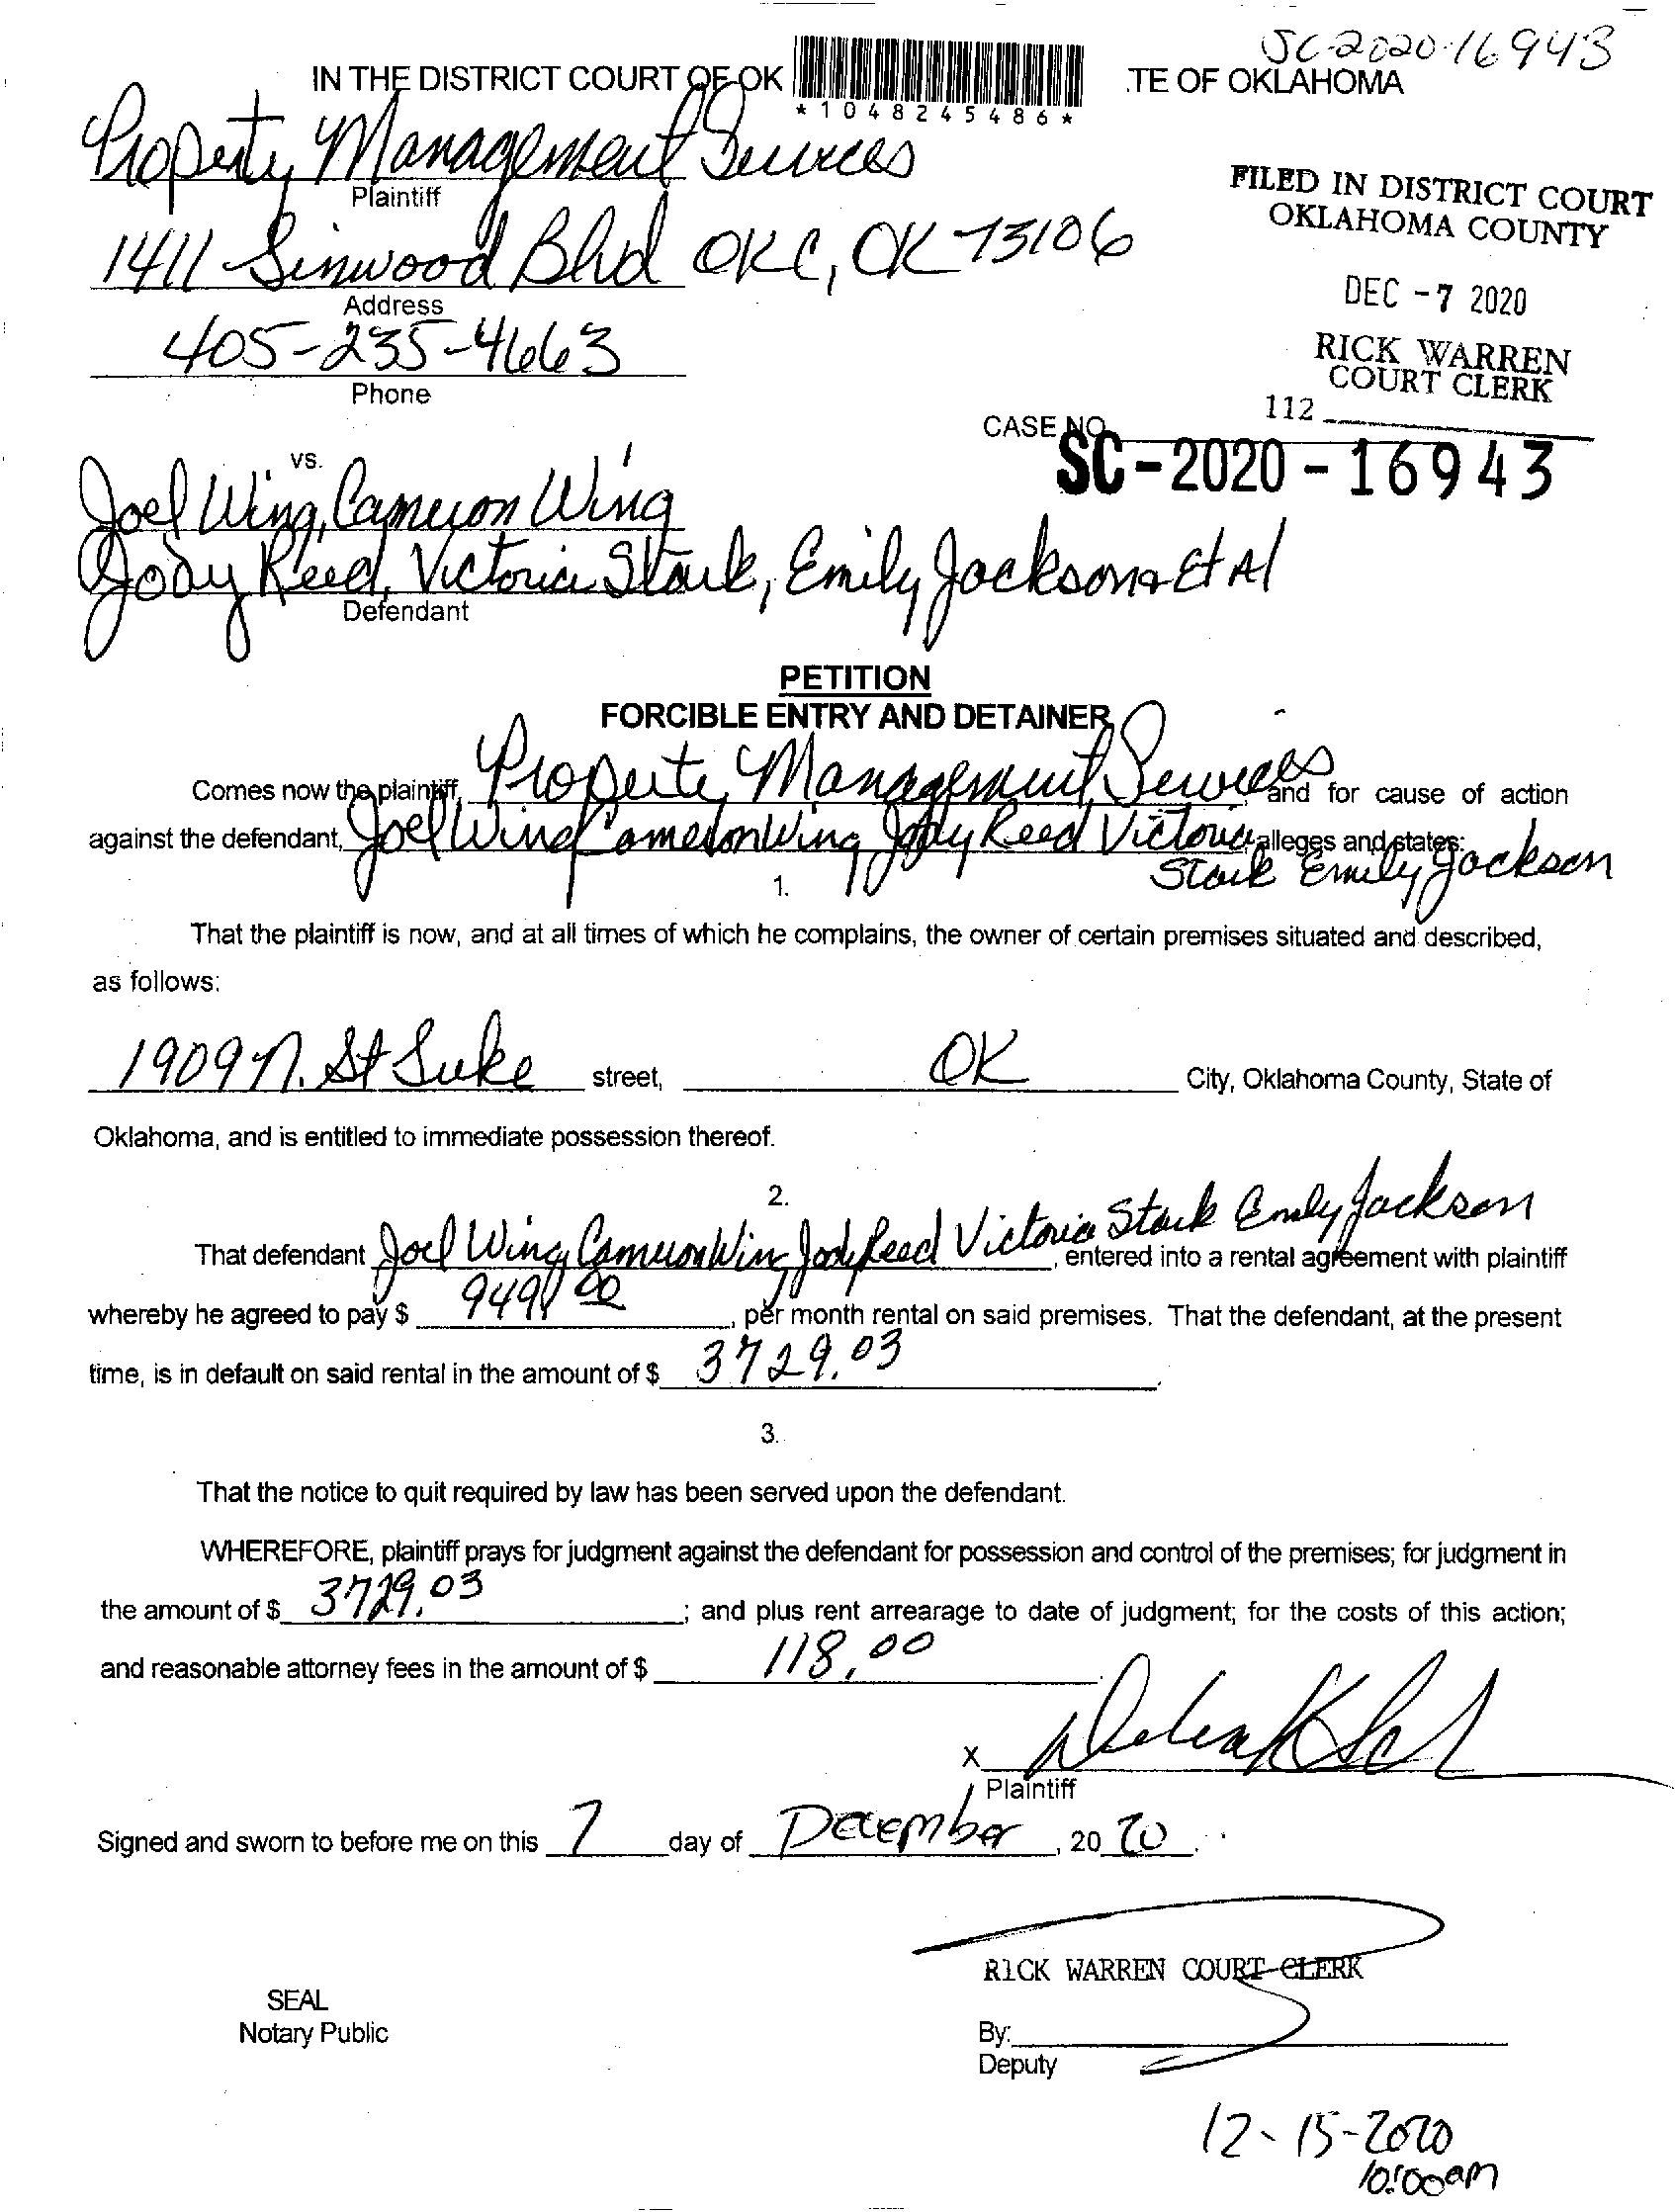 SC-2020-16943
IN THE DISTRICT COURT OF OK TE OF OKLAHOMA
*1048245486*
Property Management Services
Plaintiff
FILED IN DISTRICT COURT
OKLAHOMA COUNTY
1411 Linwood Blvd OKC, OK 73106
Address
DEC -7 2020
405-235-4663
Phone
RICK WARREN
COURT CLERK
112
CASE NO.
SC-2020-16943
vs.
Joel Wing, Cameron Wing
Jody Reed, Victoria Stark, Emily Jackson Et Al
Defendant
PETITION
FORCIBLE ENTRY AND DETAINER
Comes now the plaintiff, Property Management Services, and for cause of action
against the defendant, Joel Wing Cameron Wing Jody Reed Victoria alleges and states:
Stark Emily Jackson
1.
That the plaintiff is now, and at all times of which he complains, the owner of certain premises situated and described,
as follows:
1909 N. St Luke street, OK City, Oklahoma County, State of
Oklahoma, and is entitled to immediate possession thereof.
2.
That defendant Joel Wing Cameron Wing Jody Reed Victoria Stark Emily Jackson, entered into a rental agreement with plaintiff
whereby he agreed to pay $ 949 00, per month rental on said premises. That the defendant, at the present
time, is in default on said rental in the amount of $ 3729.03.
3.
That the notice to quit required by law has been served upon the defendant.
WHEREFORE, plaintiff prays for judgment against the defendant for possession and control of the premises; for judgment in
the amount of $ 3729.03; and plus rent arrearage to date of judgment; for the costs of this action;
and reasonable attorney fees in the amount of $ 118.00.
X
Plaintiff
Signed and sworn to before me on this 7 day of December, 20 20.
RICK WARREN COURT CLERK
SEAL
Notary Public
By:
Deputy
12-15-2020
10:00am